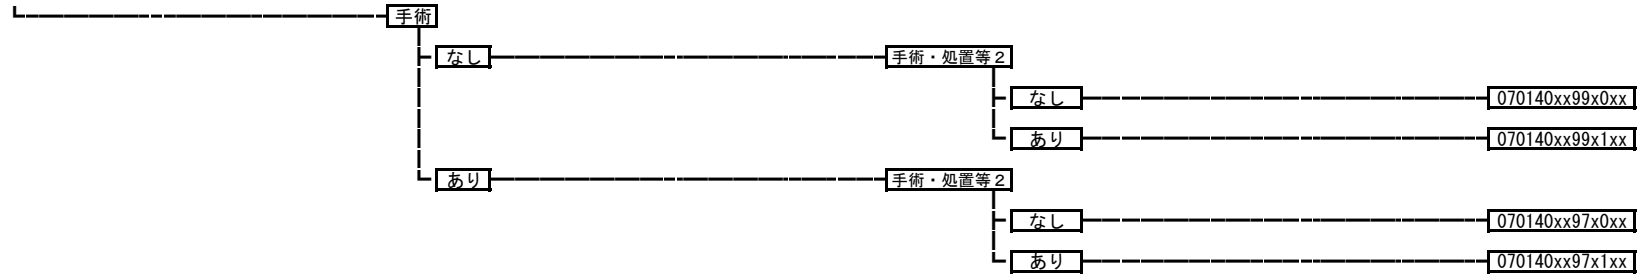 手術
なし 手術・処置等２
なし 070140xx99x0xx
あり 070140xx99x1xx
あり 手術・処置等２
なし 070140xx97x0xx
あり 070140xx97x1xx